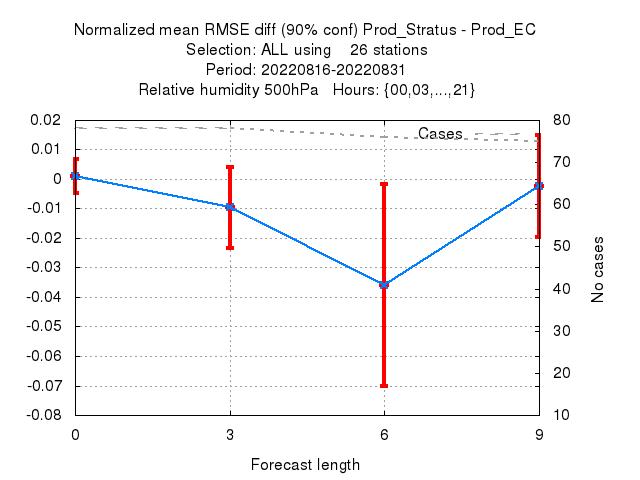 Normalized mean RMSE diff (90% conf) Prod_Stratus - Prod_EC
Selection: ALL using    26 stations
Period: 20220816-20220831
Relative humidity 500hPa   Hours: {00,03,...,21}
0.02
0.01
0
-0.01
-0.02
-0.03
-0.04
-0.05
-0.06
-0.07
-0.08
Cases
80
70
60
50
40
30
20
10
No cases
0 3 6 9
Forecast length